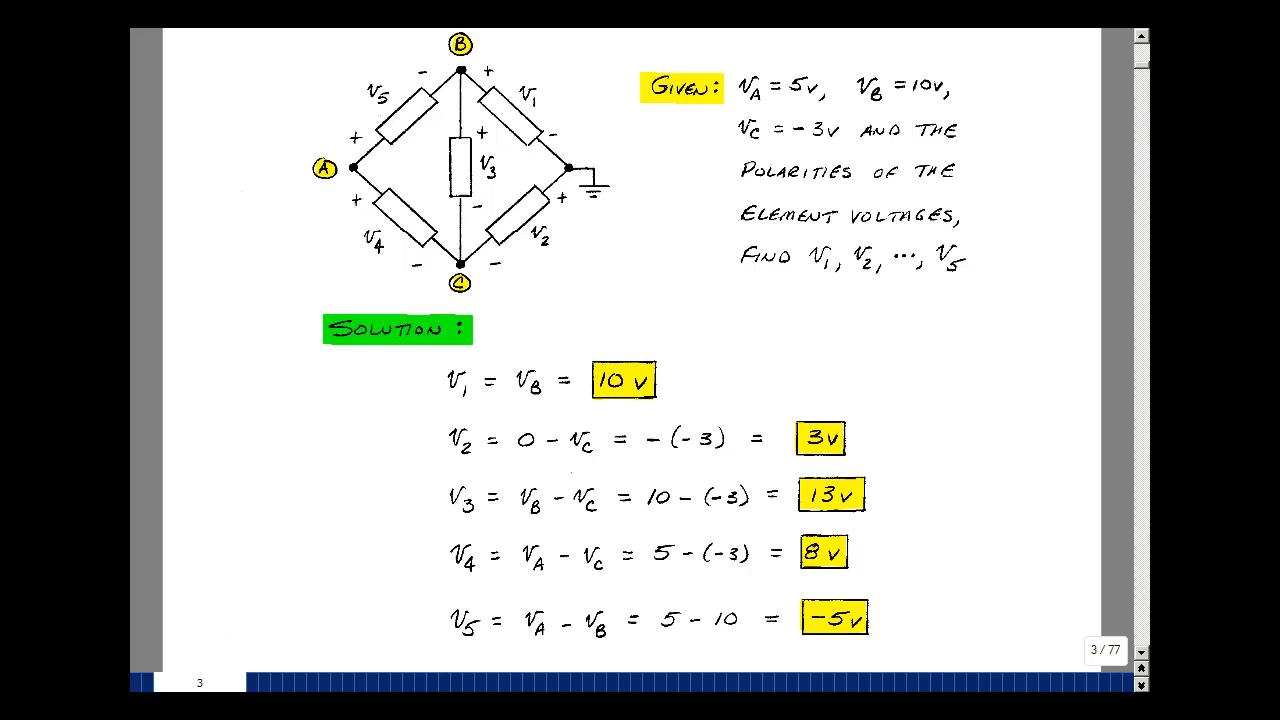 B
- +
V5 V1
+ -
A
+
V3
+ - +
V4 V2
- -
C
GIVEN: VA = 5V, VB = 10V,
VC = -3V AND THE
POLARITIES OF THE
ELEMENT VOLTAGES,
FIND V1, V2, ..., V5
SOLUTION:
V1 = VB = 10 V
V2 = 0 - VC = -(-3) = 3V
V3 = VB - VC = 10 - (-3) = 13V
V4 = VA - VC = 5 - (-3) = 8 V
V5 = VA - VB = 5 - 10 = -5V
3 / 77
3